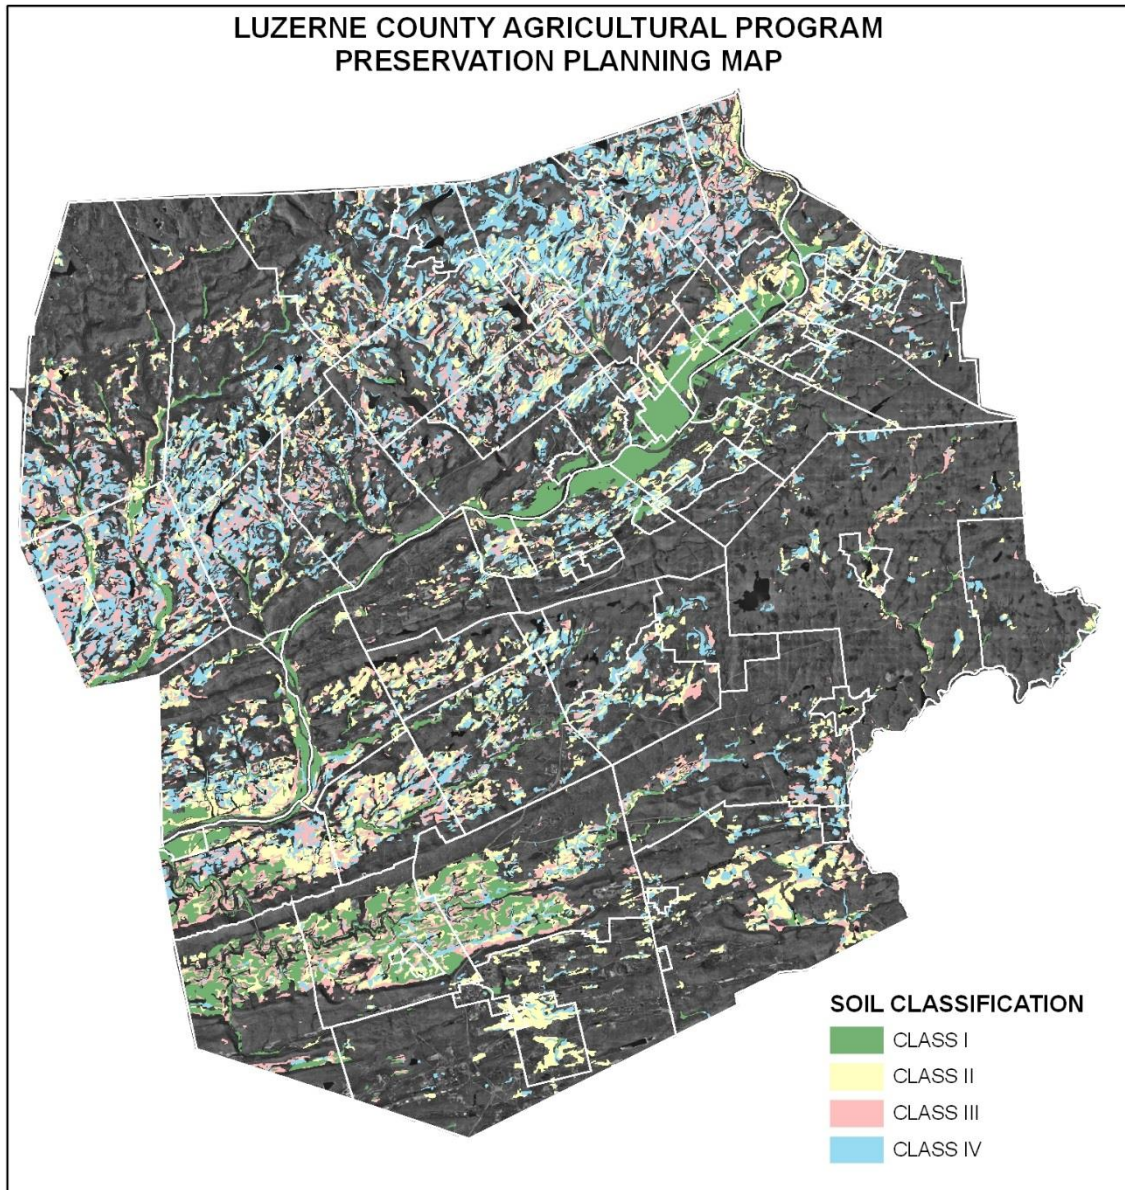 LUZERNE COUNTY AGRICULTURAL PROGRAM
PRESERVATION PLANNING MAP
SOIL CLASSIFICATION
CLASS I
CLASS II
CLASS III
CLASS IV